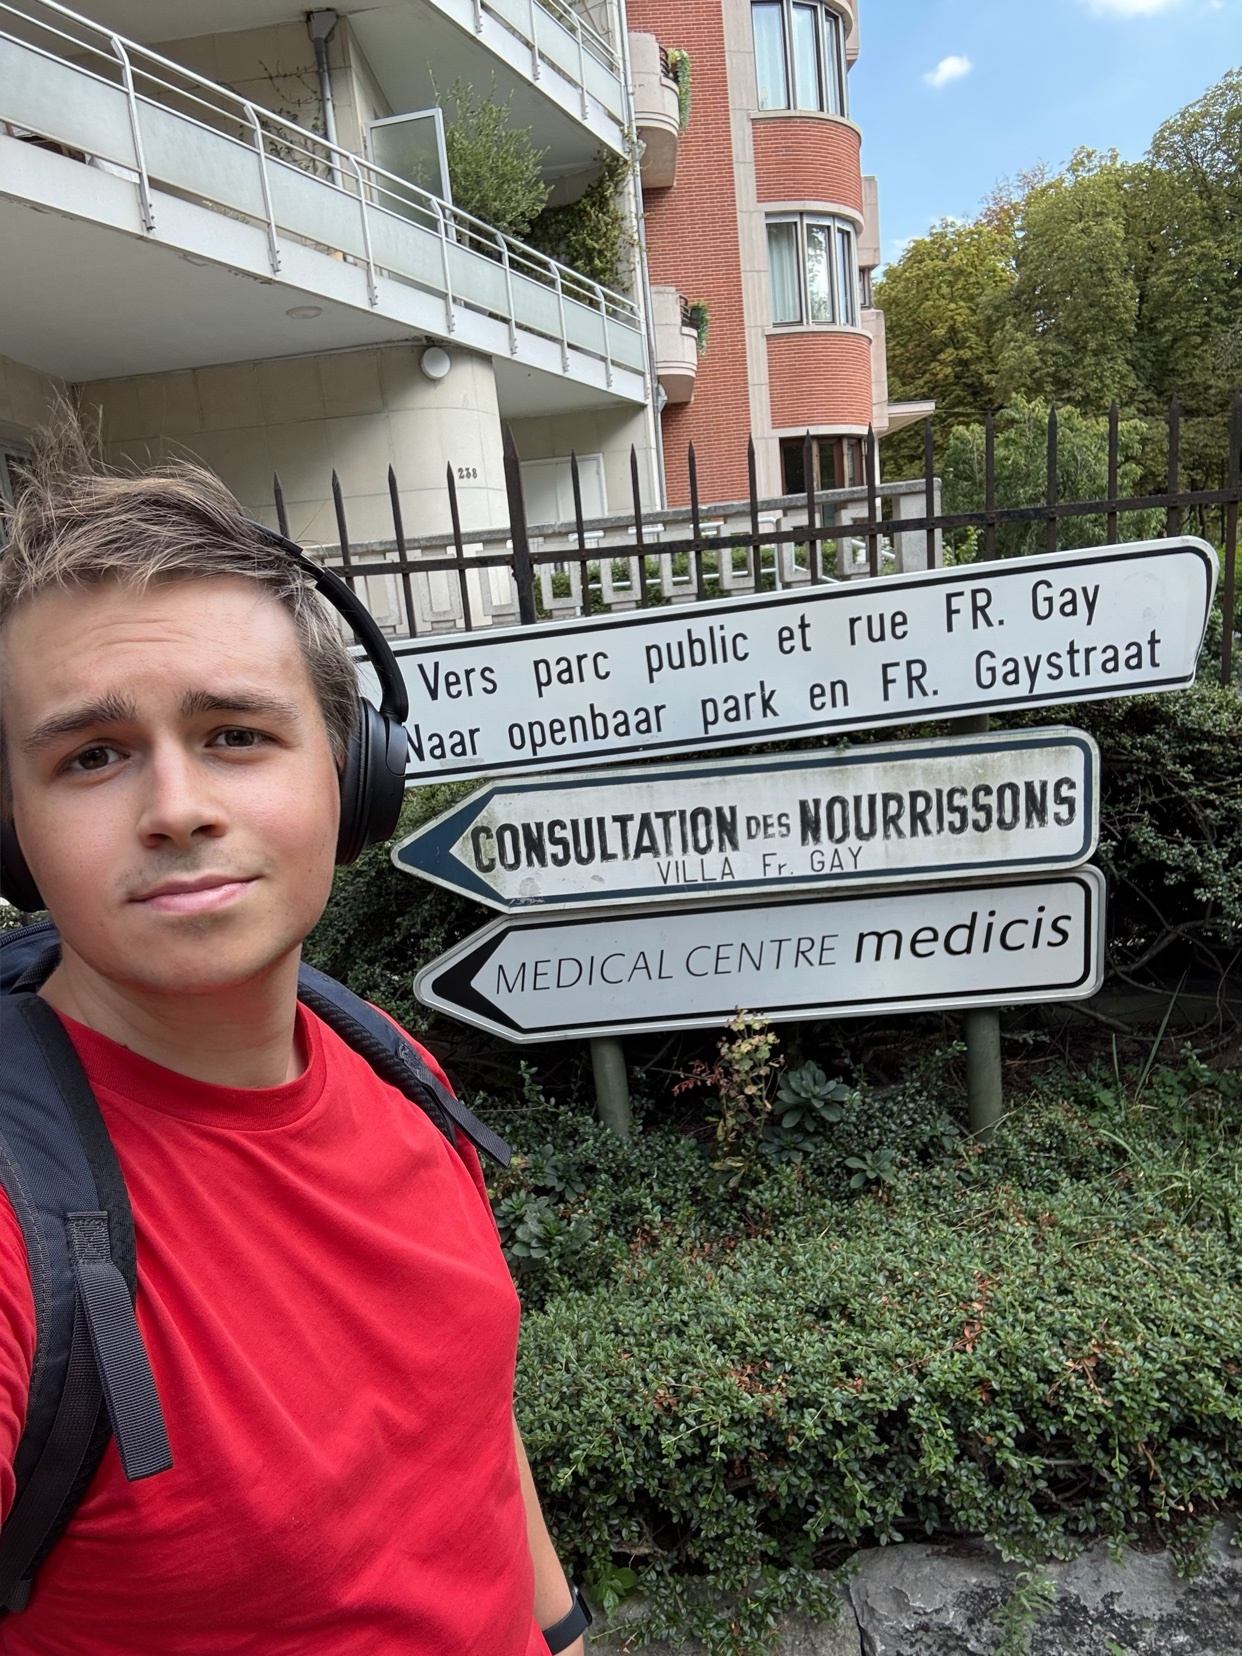 238
Vers parc public et rue FR. Gay
Naar openbaar park en FR. Gaystraat
CONSULTATION DES NOURRISSONS
VILLA Fr. GAY
MEDICAL CENTRE medicis